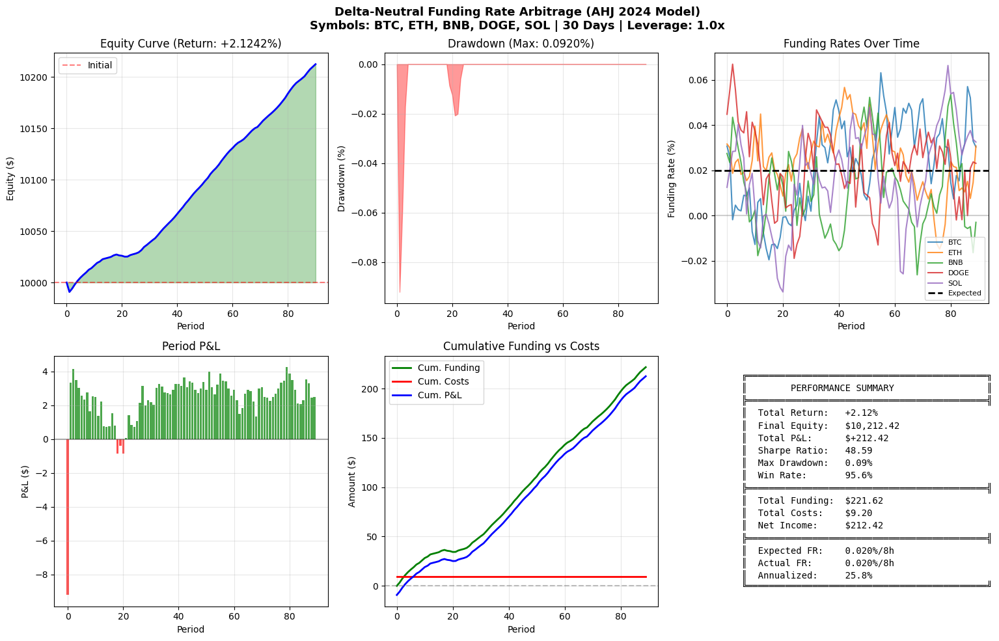 Delta-Neutral Funding Rate Arbitrage (AHJ 2024 Model)
Symbols: BTC, ETH, BNB, DOGE, SOL | 30 Days | Leverage: 1.0x
Equity Curve (Return: +2.1242%)
Initial
Equity ($)
10200
10150
10100
10050
10000
0 20 40 60 80
Period
Drawdown (Max: 0.0920%)
Drawdown (%)
0.00
−0.02
−0.04
−0.06
−0.08
0 20 40 60 80
Period
Funding Rates Over Time
Funding Rate (%)
0.06
0.04
0.02
0.00
−0.02
BTC
ETH
BNB
DOGE
SOL
Expected
0 20 40 60 80
Period
Period P&L
P&L ($)
4
2
0
−2
−4
−6
−8
0 20 40 60 80
Period
Cumulative Funding vs Costs
Cum. Funding
Cum. Costs
Cum. P&L
Amount ($)
200
150
100
50
0
0 20 40 60 80
Period
PERFORMANCE SUMMARY
Total Return: +2.12%
Final Equity: $10,212.42
Total P&L: $+212.42
Sharpe Ratio: 48.59
Max Drawdown: 0.09%
Win Rate: 95.6%
Total Funding: $221.62
Total Costs: $9.20
Net Income: $212.42
Expected FR: 0.020%/8h
Actual FR: 0.020%/8h
Annualized: 25.8%